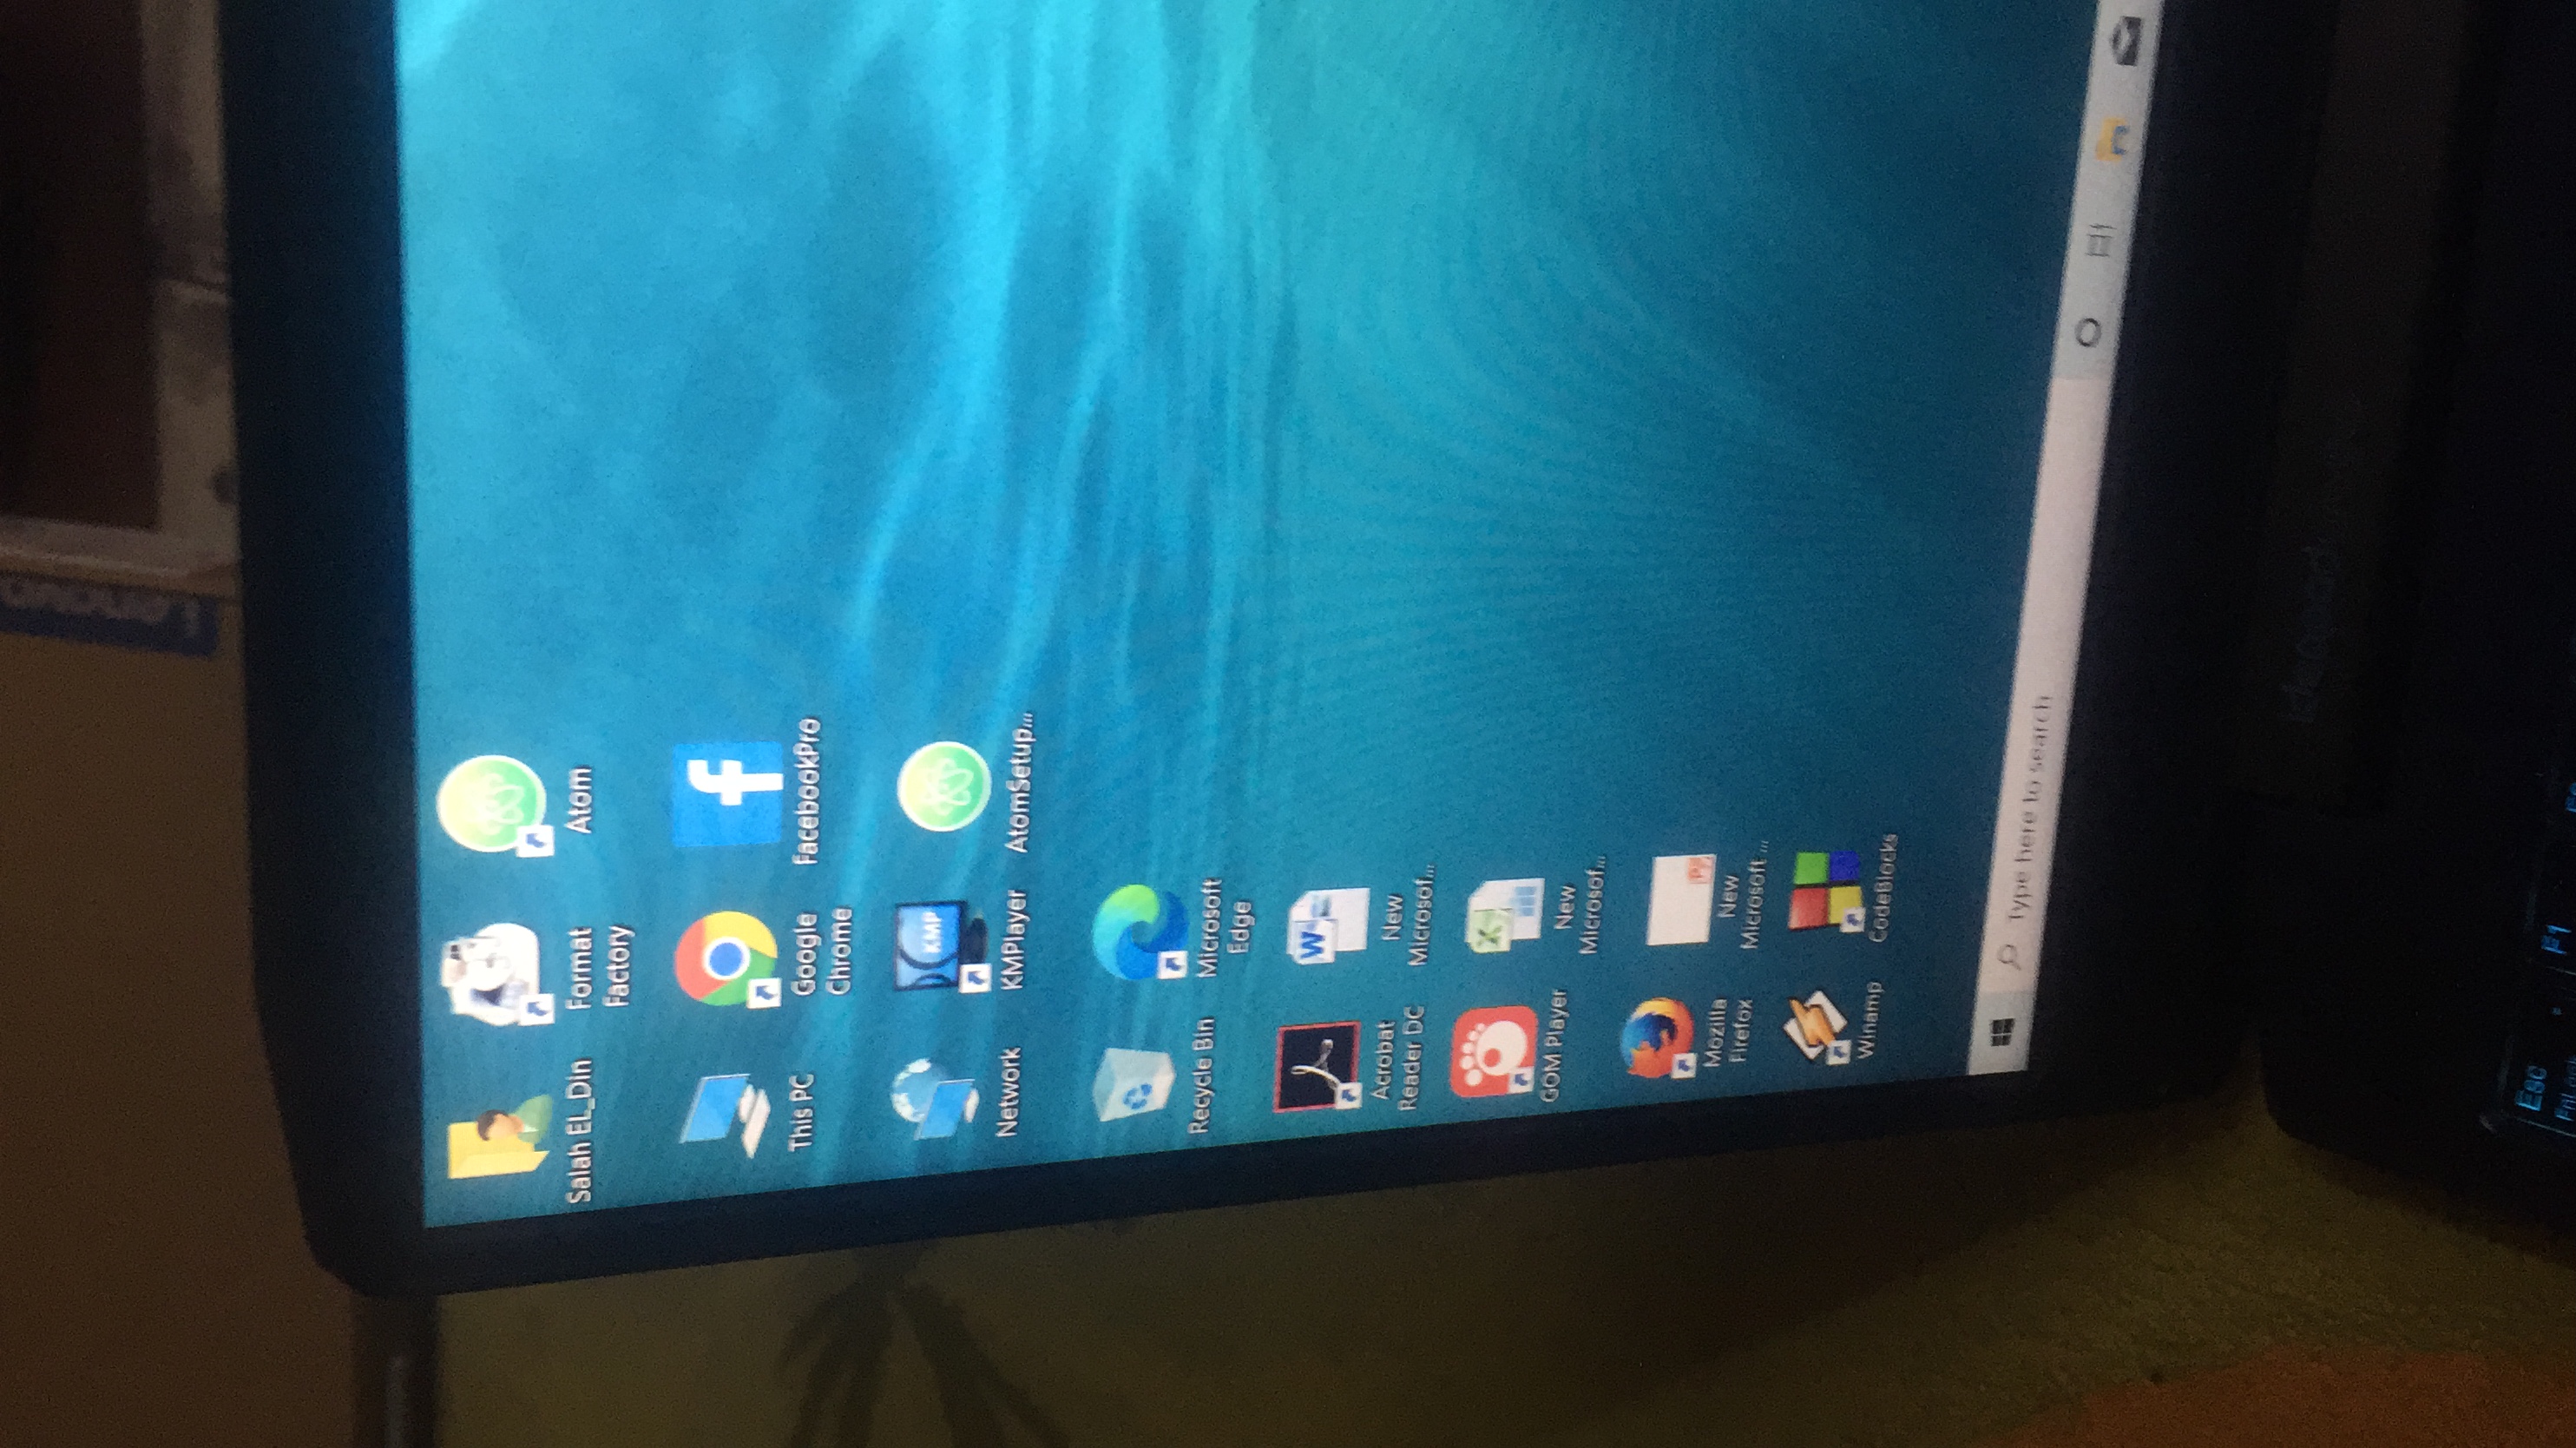 Lenovo
Salah EL_Din
Format
Factory
Atom
This PC
Google
Chrome
FacebookPro
Network
KMP
KMPlayer
AtomSetup...
Recycle Bin
Microsoft
Edge
Acrobat
Reader DC
W
New
Microsof...
GOM Player
X
New
Microsof...
Mozilla
Firefox
New
Microsoft ...
Winamp
CodeBlocks
Type here to search
ideapad
Esc
FnLock
F1